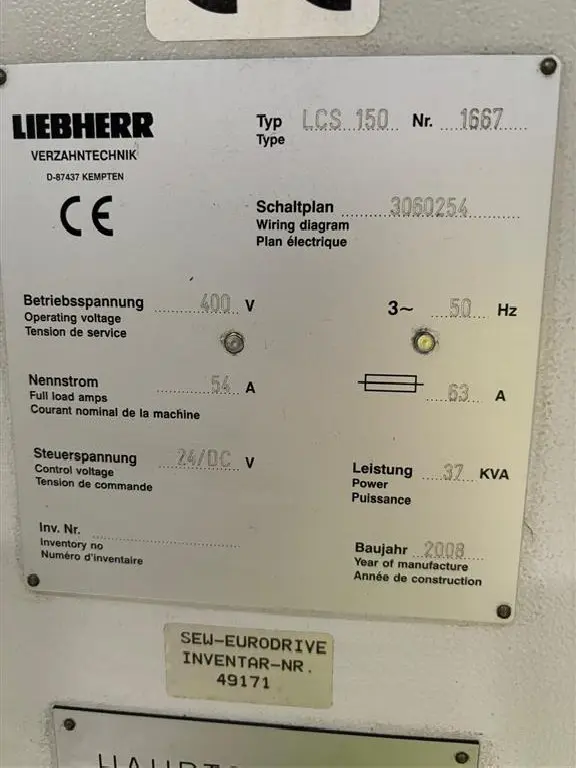 CE
LIEBHERR
VERZAHNTECHNIK
D-87437 KEMPTEN
CE
Typ LCS 150 Nr. 1667
Type
Schaltplan 3060254
Wiring diagram
Plan électrique
Betriebsspannung 400 V 3~ 50 Hz
Operating voltage
Tension de service
Nennstrom 54 A 63 A
Full load amps
Courant nominal de la machine
Steuerspannung 24/DC V
Control voltage
Tension de commande
Leistung 37 KVA
Power
Puissance
Inv. Nr.
Inventory no
Numéro d'inventaire
Baujahr 2008
Year of manufacture
Année de construction
SEW-EURODRIVE
INVENTAR-NR.
49171